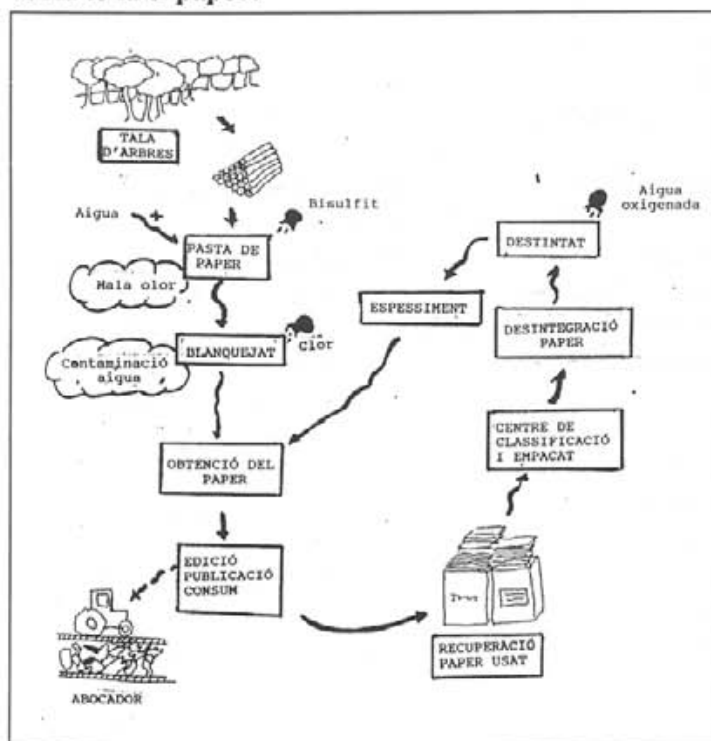 TALA
D'ARBRES
Aigua +
Bisulfit
PASTA DE
PAPER
Mala olor
BLANQUEJAT
Clor
Contaminació
aigua
OBTENCIÓ DEL
PAPER
EDICIÓ
PUBLICACIÓ
CONSUM
ABOCADOR
Aigua
oxigenada
DESTINTAT
ESPESSIMENT
DESINTEGRACIÓ
PAPER
CENTRE DE
CLASSIFICACIÓ
I EMPACAT
RECUPERACIÓ
PAPER USAT